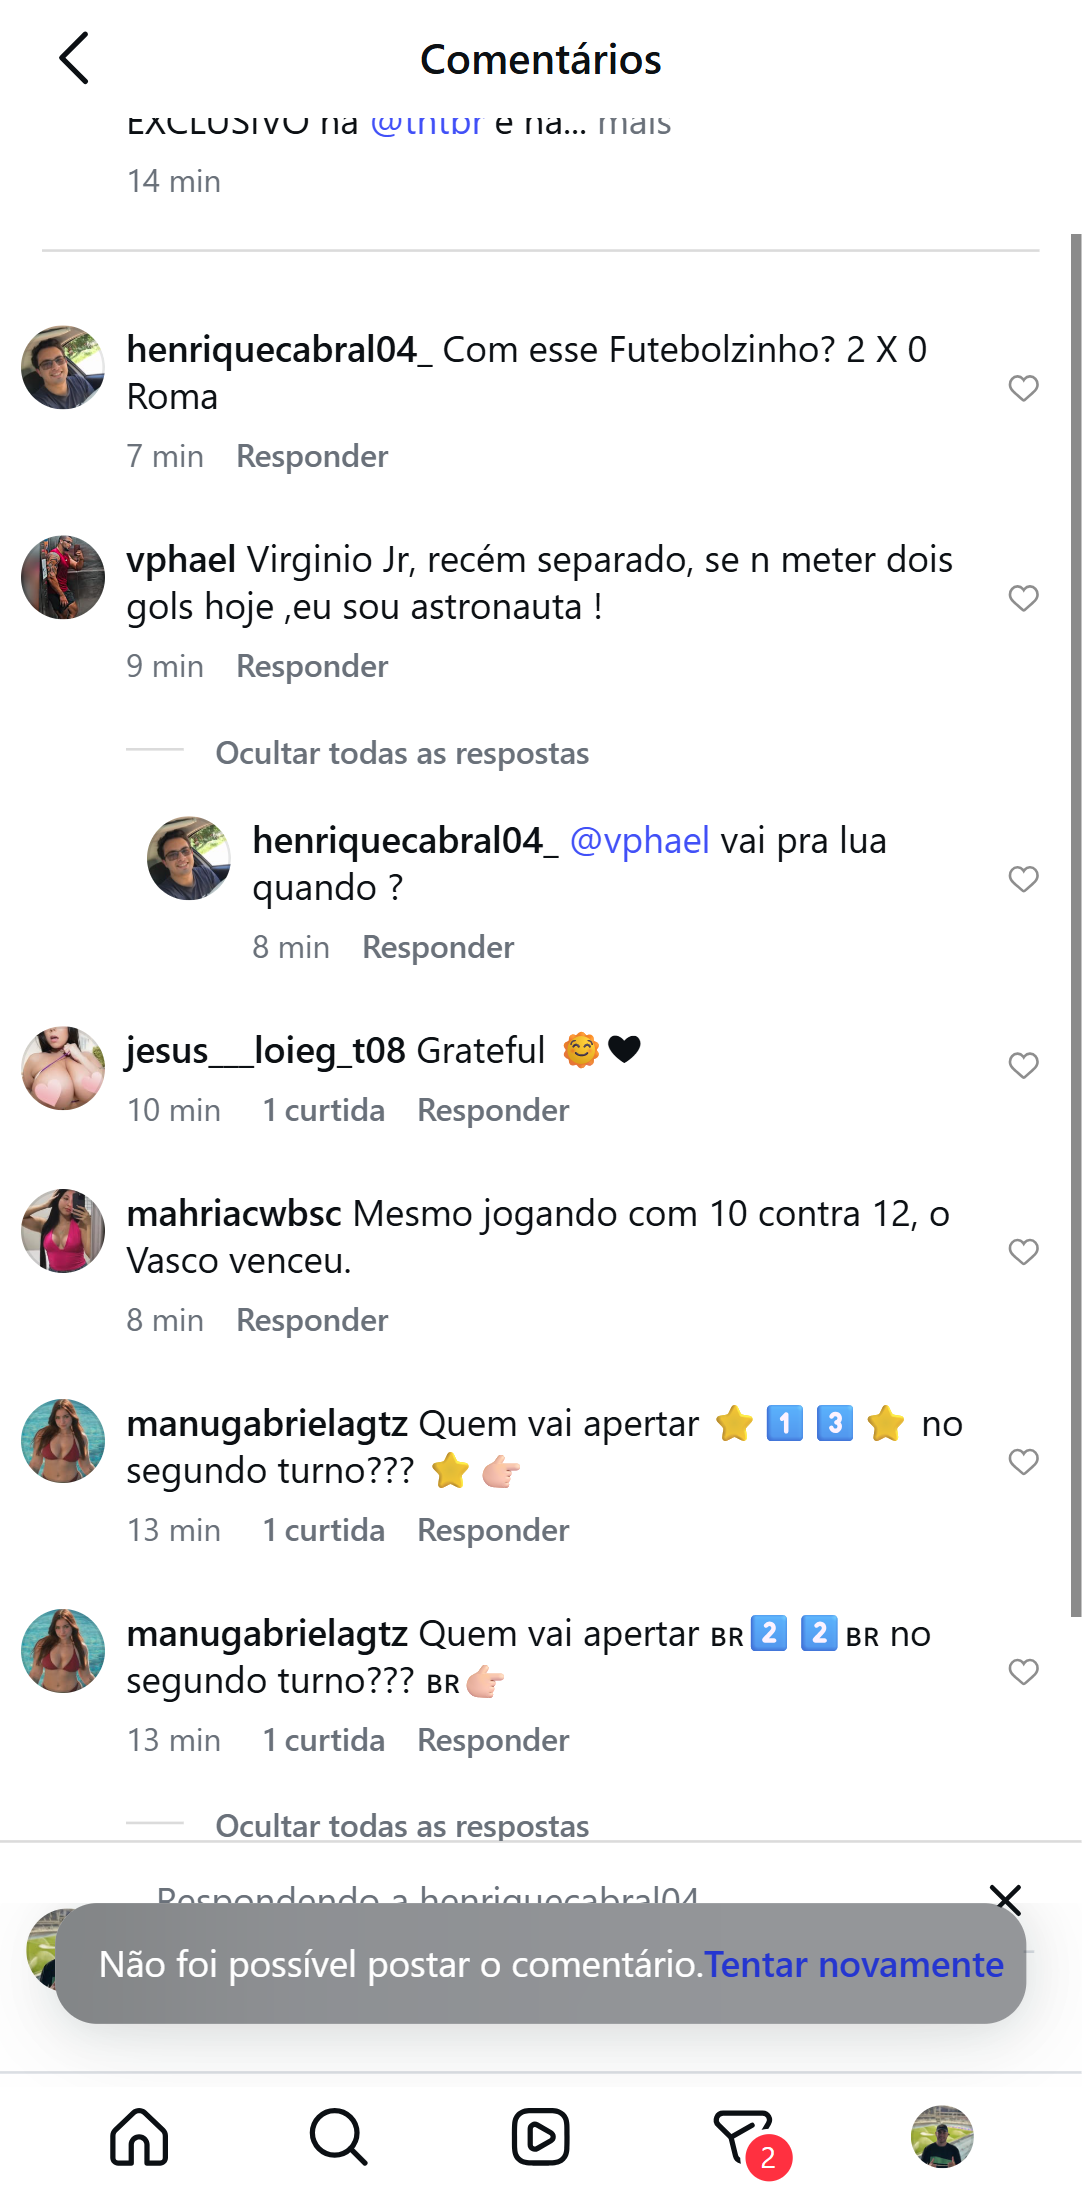 Comentários
EXCLUSIVO na @tntbr e na... mais
14 min
henriquecabral04_ Com esse Futebolzinho? 2 X 0
Roma
7 min Responder
vphael Virginio Jr, recém separado, se n meter dois
gols hoje ,eu sou astronauta !
9 min Responder
Ocultar todas as respostas
henriquecabral04_ @vphael vai pra lua
quando ?
8 min Responder
jesus___loieg_t08 Grateful 🌞🖤
10 min 1 curtida Responder
mahriacwbsc Mesmo jogando com 10 contra 12, o
Vasco venceu.
8 min Responder
manugabrielagtz Quem vai apertar ⭐ 1️⃣ 3️⃣ ⭐ no
segundo turno??? ⭐ 👉🏻
13 min 1 curtida Responder
manugabrielagtz Quem vai apertar BR 2️⃣ 2️⃣ BR no
segundo turno??? BR 👉🏻
13 min 1 curtida Responder
Ocultar todas as respostas
Respondendo a henriquecabral04_
Não foi possível postar o comentário. Tentar novamente
2